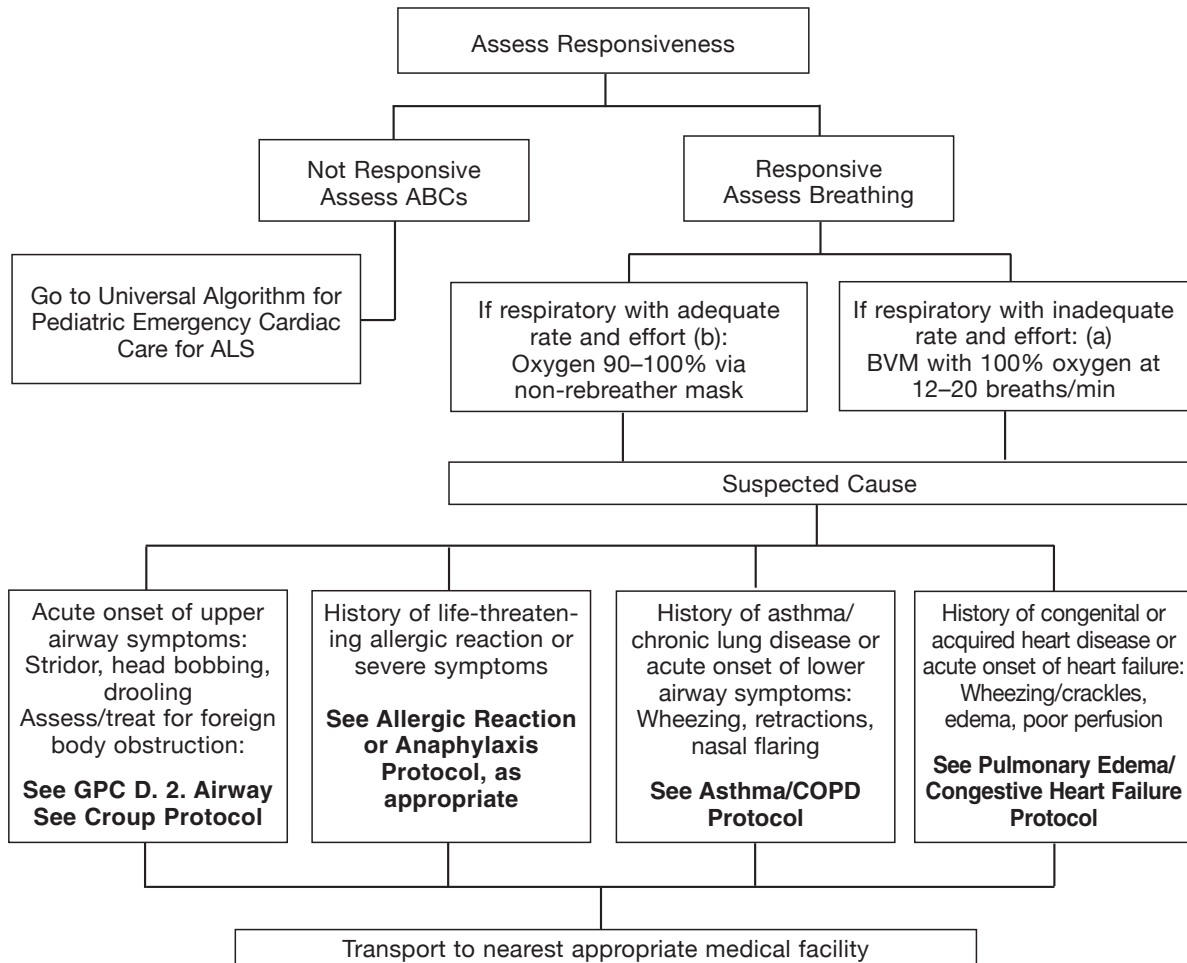 Assess Responsiveness
Not Responsive
Assess ABCs
Responsive
Assess Breathing
Go to Universal Algorithm for
Pediatric Emergency Cardiac
Care for ALS
If respiratory with adequate
rate and effort (b):
Oxygen 90–100% via
non-rebreather mask
If respiratory with inadequate
rate and effort: (a)
BVM with 100% oxygen at
12–20 breaths/min
Suspected Cause
Acute onset of upper
airway symptoms:
Stridor, head bobbing,
drooling
Assess/treat for foreign
body obstruction:
See GPC D. 2. Airway
See Croup Protocol
History of life-threaten-
ing allergic reaction or
severe symptoms
See Allergic Reaction
or Anaphylaxis
Protocol, as
appropriate
History of asthma/
chronic lung disease or
acute onset of lower
airway symptoms:
Wheezing, retractions,
nasal flaring
See Asthma/COPD
Protocol
History of congenital or
acquired heart disease or
acute onset of heart failure:
Wheezing/crackles,
edema, poor perfusion
See Pulmonary Edema/
Congestive Heart Failure
Protocol
Transport to nearest appropriate medical facility